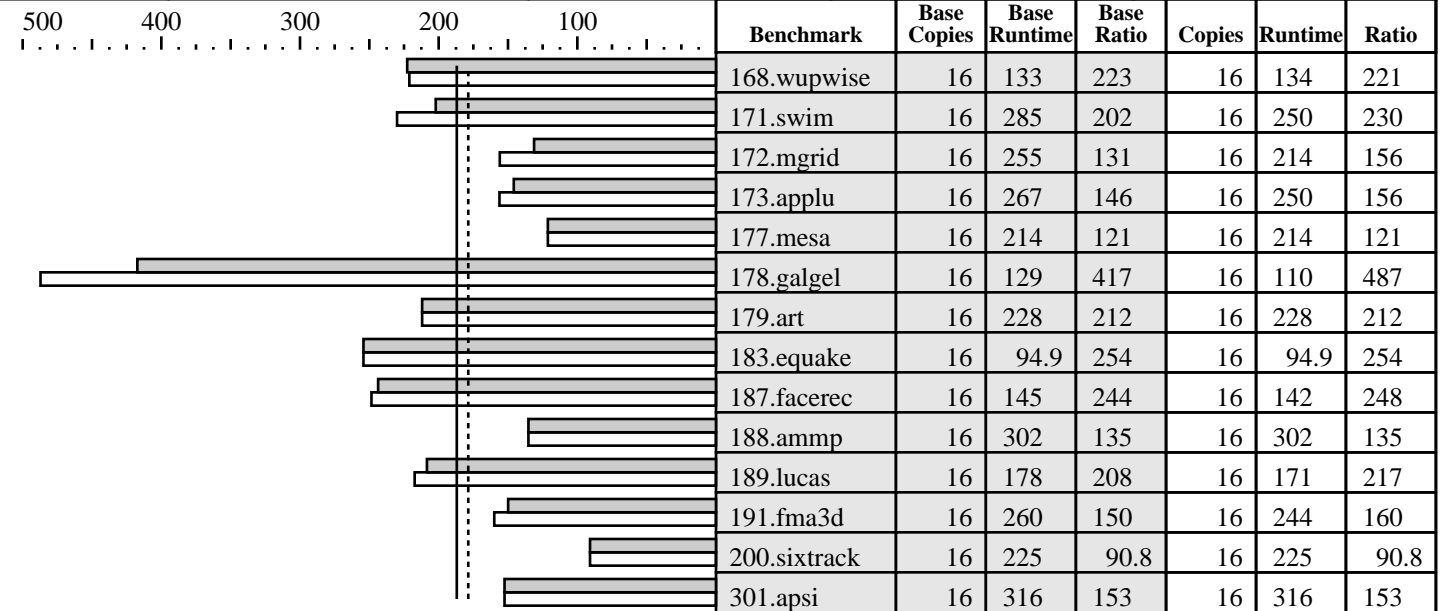 500 400 300 200 100
Benchmark Base Copies Base Runtime Base Ratio Copies Runtime Ratio
168.wupwise 16 133 223 16 134 221
171.swim 16 285 202 16 250 230
172.mgrid 16 255 131 16 214 156
173.applu 16 267 146 16 250 156
177.mesa 16 214 121 16 214 121
178.galgel 16 129 417 16 110 487
179.art 16 228 212 16 228 212
183.equake 16 94.9 254 16 94.9 254
187.facerec 16 145 244 16 142 248
188.ammp 16 302 135 16 302 135
189.lucas 16 178 208 16 171 217
191.fma3d 16 260 150 16 244 160
200.sixtrack 16 225 90.8 16 225 90.8
301.apsi 16 316 153 16 316 153